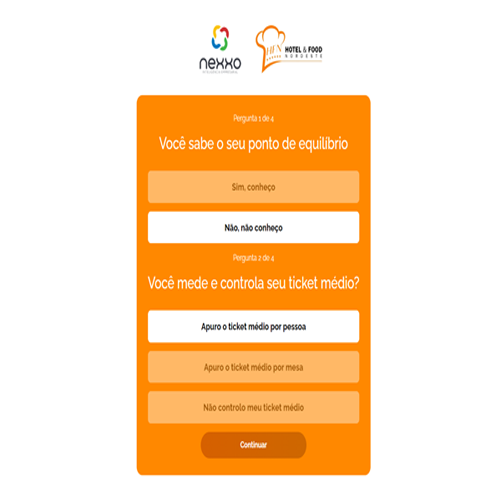 nexxo
HFN
HOTEL & FOOD
NORDESTE
Pergunta 1 de 4
Você sabe o seu ponto de equilíbrio
Sim, conheço
Não, não conheço
Pergunta 2 de 4
Você mede e controla seu ticket médio?
Apuro o ticket médio por pessoa
Apuro o ticket médio por mesa
Não controlo meu ticket médio
Continuar